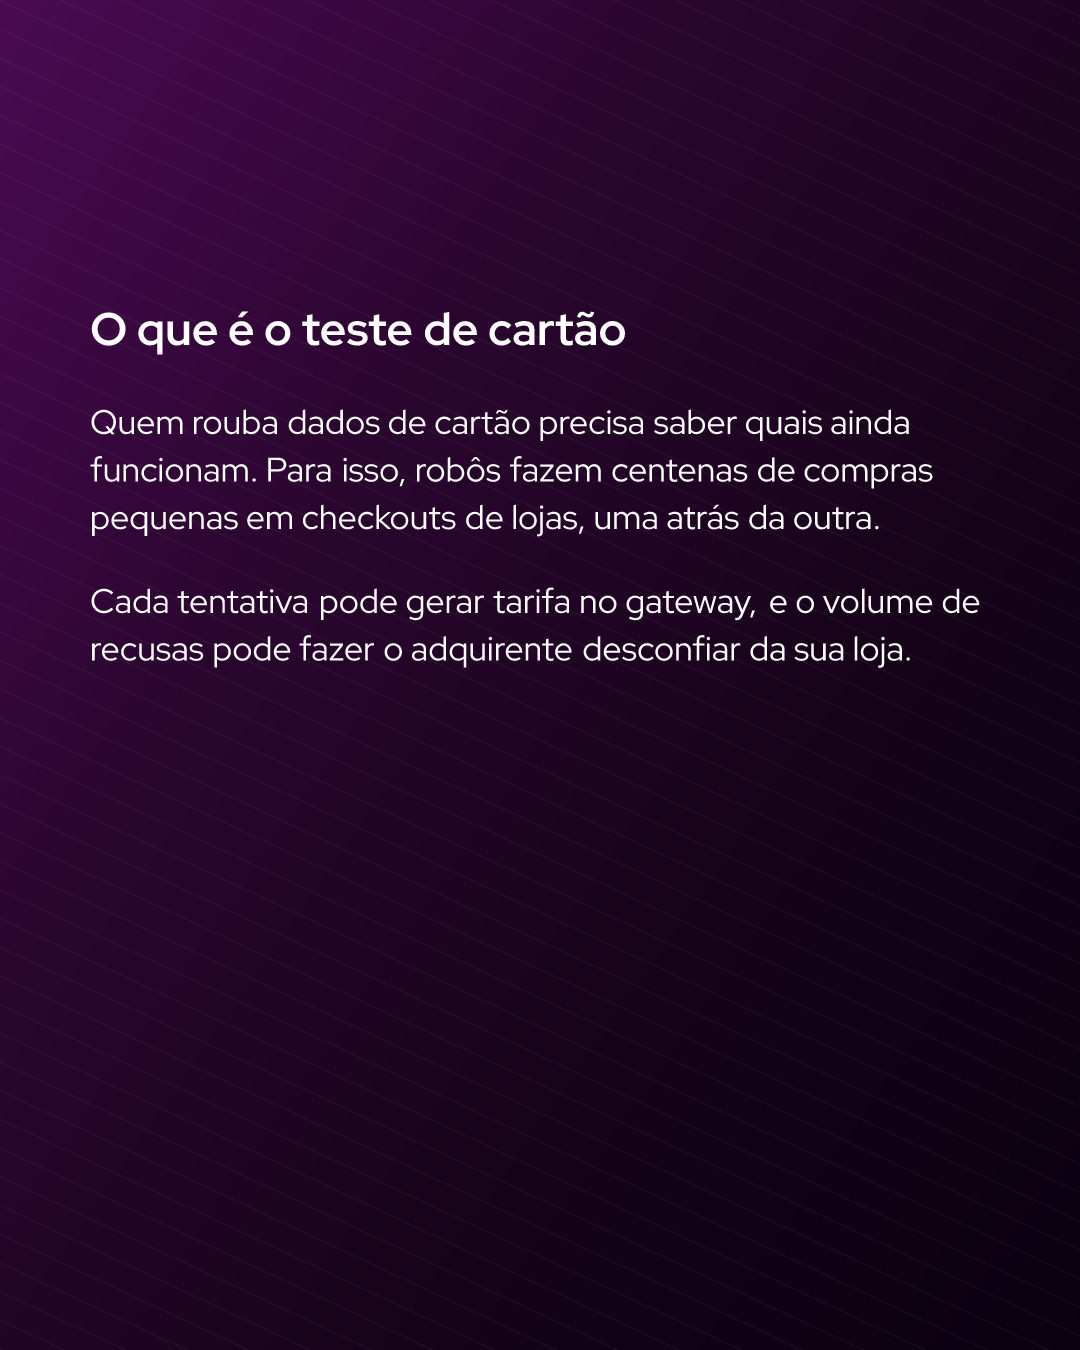 O que é o teste de cartão
Quem rouba dados de cartão precisa saber quais ainda
funcionam. Para isso, robôs fazem centenas de compras
pequenas em checkouts de lojas, uma atrás da outra.
Cada tentativa pode gerar tarifa no gateway, e o volume de
recusas pode fazer o adquirente desconfiar da sua loja.